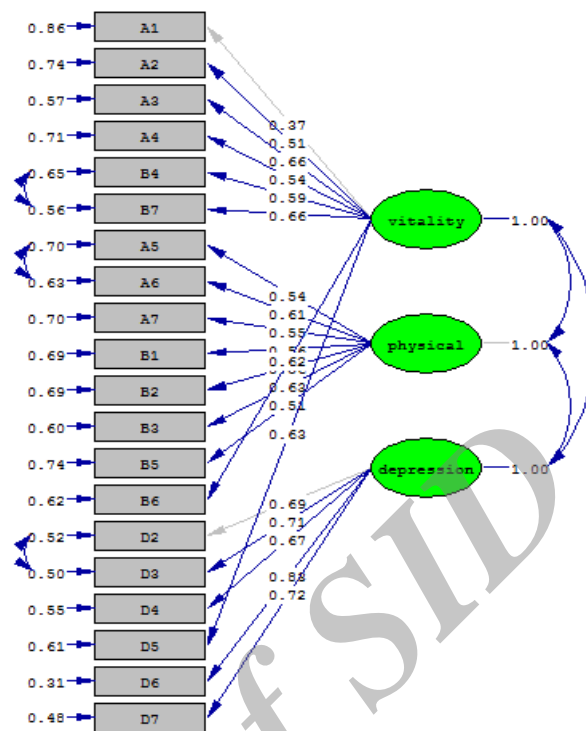 0.86 A1
0.74 A2
0.57 A3
0.71 A4
0.65 B4
0.56 B7
0.70 A5
0.63 A6
0.70 A7
0.69 B1
0.69 B2
0.60 B3
0.74 B5
0.62 B6
0.52 D2
0.50 D3
0.55 D4
0.61 D5
0.31 D6
0.48 D7
0.37
0.51
0.66
0.54
0.59
0.66
0.54
0.61
0.55
0.62
0.63
0.51
0.63
0.69
0.71
0.67
0.83
0.72
vitality 1.00
physical 1.00
depression 1.00
f SID